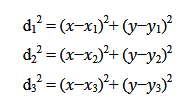 d₁² = (x−x₁)²+ (y−y₁)²
d₂² = (x−x₂)²+ (y−y₂)²
d₃² = (x−x₃)²+ (y−y₃)²